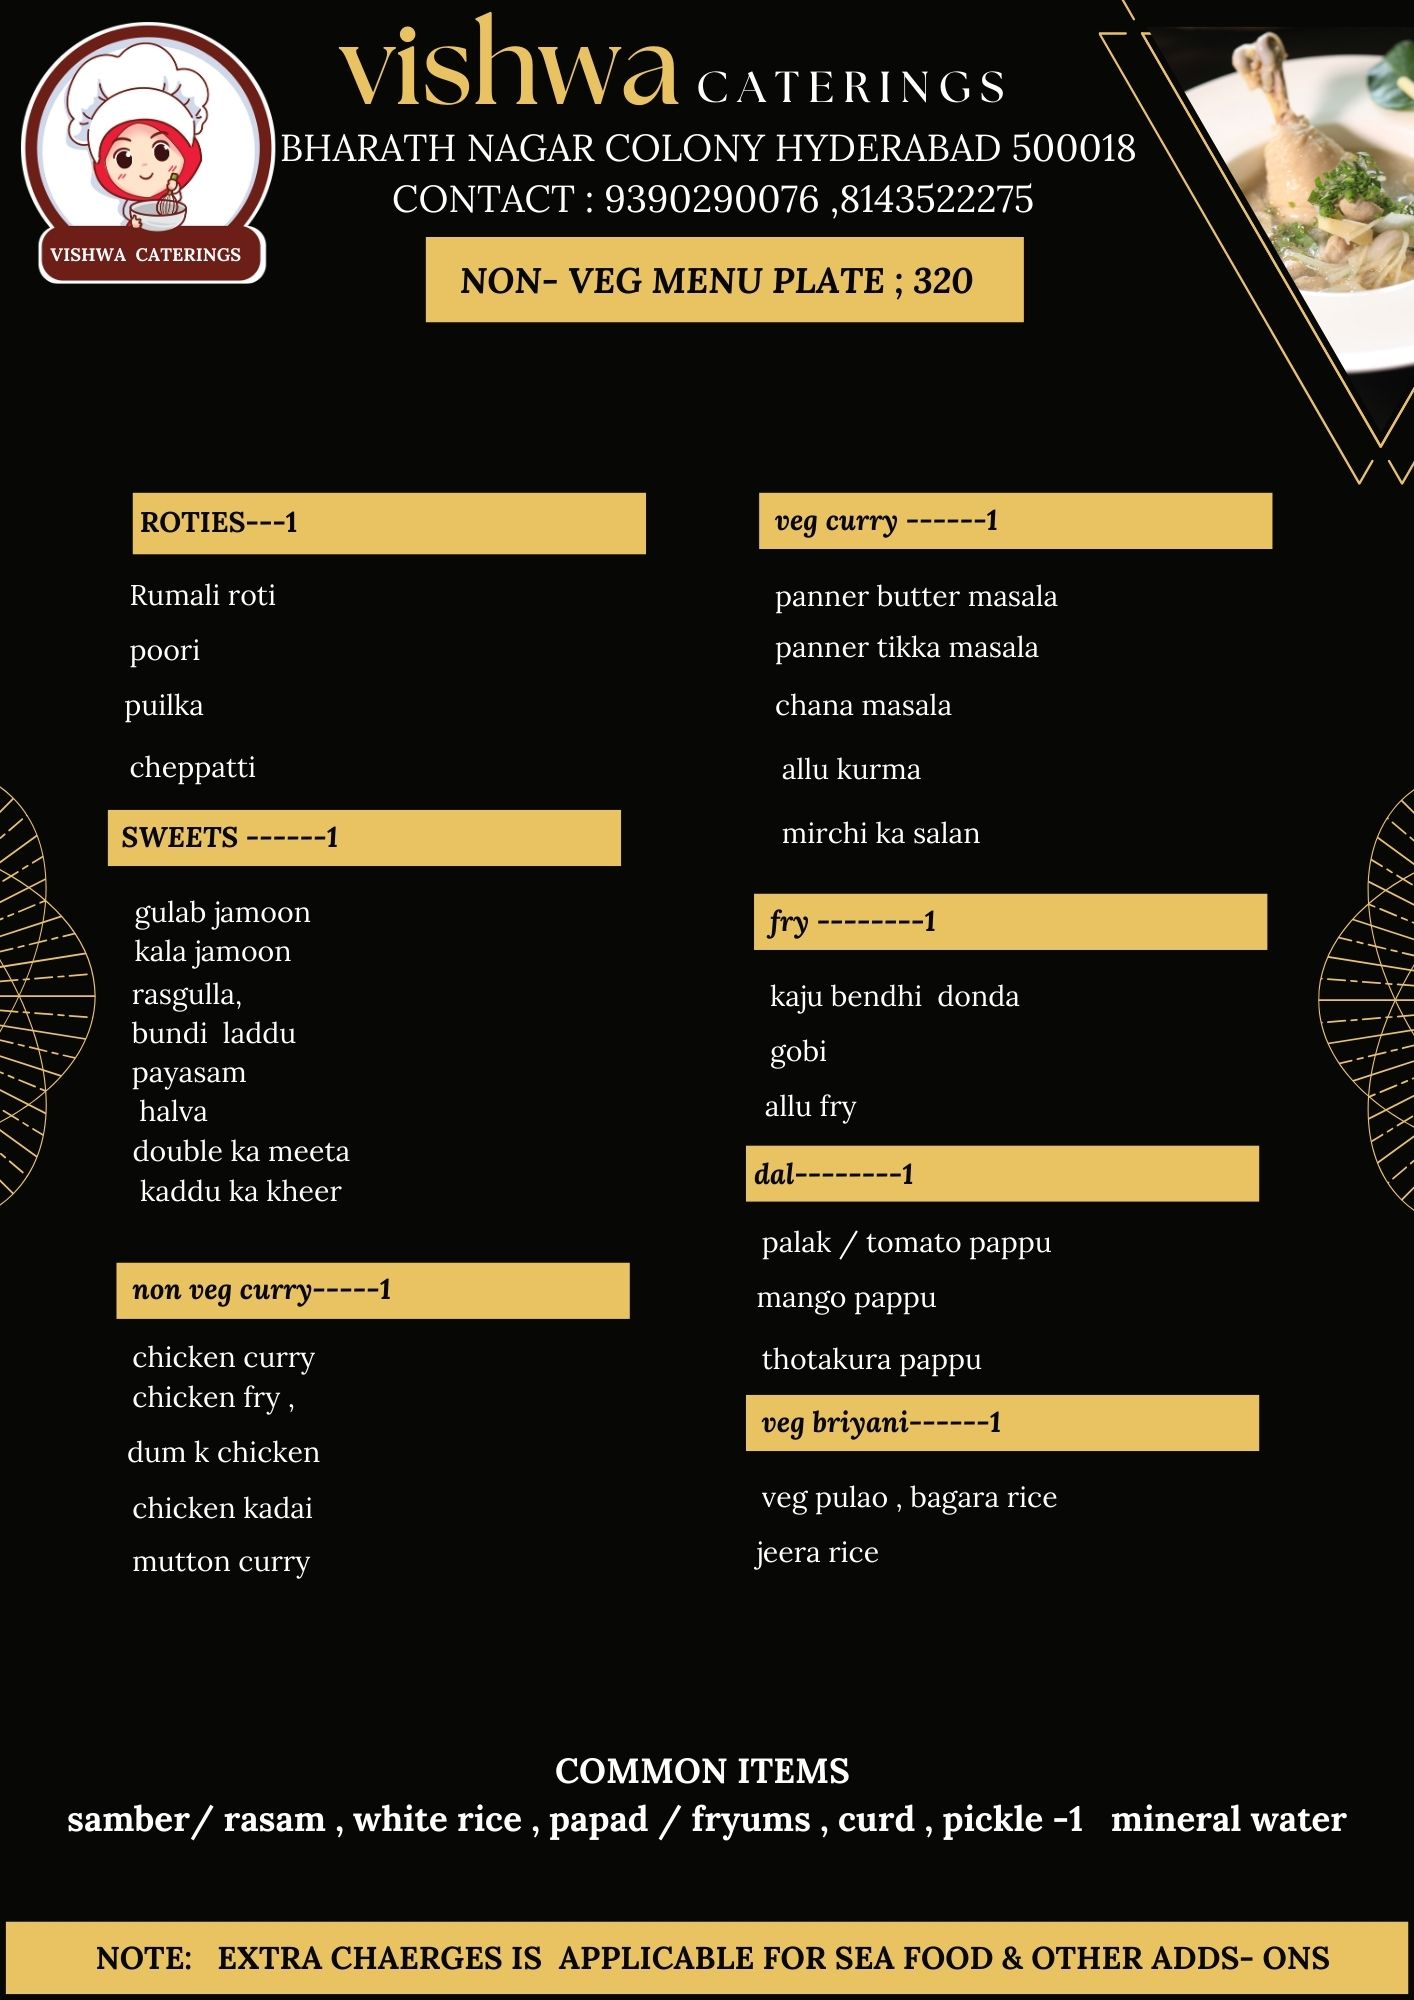 vishwa CATERINGS
BHARATH NAGAR COLONY HYDERABAD 500018
CONTACT : 9390290076 ,8143522275
VISHWA CATERINGS
NON- VEG MENU PLATE ; 320
ROTIES---1
Rumali roti
poori
puilka
cheppatti
SWEETS ------1
gulab jamoon
kala jamoon
rasgulla,
bundi laddu
payasam
halva
double ka meeta
kaddu ka kheer
non veg curry-----1
chicken curry
chicken fry ,
dum k chicken
chicken kadai
mutton curry
veg curry ------1
panner butter masala
panner tikka masala
chana masala
allu kurma
mirchi ka salan
fry --------1
kaju bendhi donda
gobi
allu fry
dal--------1
palak / tomato pappu
mango pappu
thotakura pappu
veg briyani------1
veg pulao , bagara rice
jeera rice
COMMON ITEMS
samber/ rasam , white rice , papad / fryums , curd , pickle -1 mineral water
NOTE: EXTRA CHAERGES IS APPLICABLE FOR SEA FOOD & OTHER ADDS- ONS